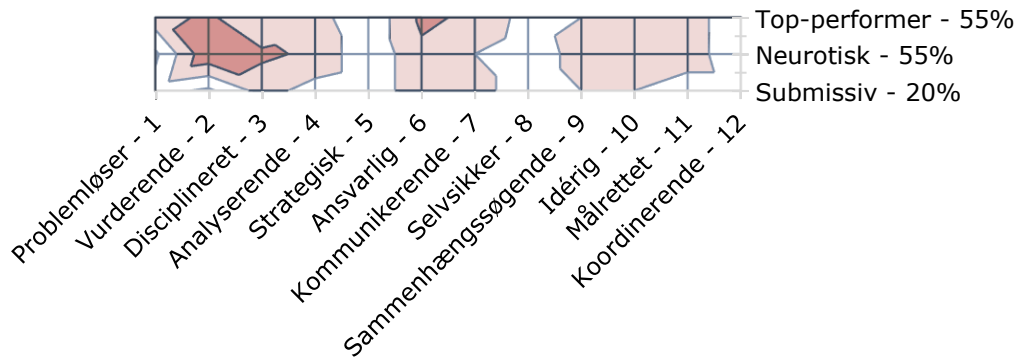 Top-performer - 55%
Neurotisk - 55%
Submissiv - 20%
Problemløser - 1
Vurderende - 2
Disciplineret - 3
Analyserende - 4
Strategisk - 5
Ansvarlig - 6
Kommunikerende - 7
Selvsikker - 8
Sammenhængssøgende - 9
Idérig - 10
Målrettet - 11
Koordinerende - 12